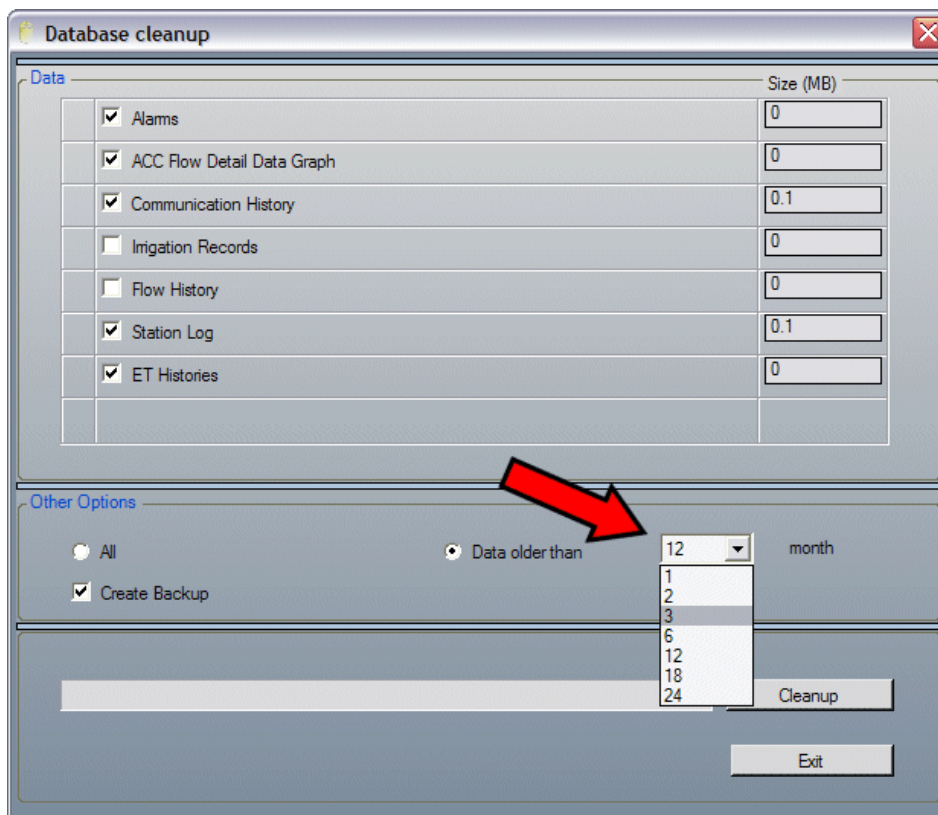 Database cleanup
Data
Size (MB)
Alarms
0
ACC Flow Detail Data Graph
0
Communication History
0.1
Irrigation Records
0
Flow History
0
Station Log
0.1
ET Histories
0
Other Options
All
Data older than
12
month
Create Backup
1
2
3
6
12
18
24
Cleanup
Exit